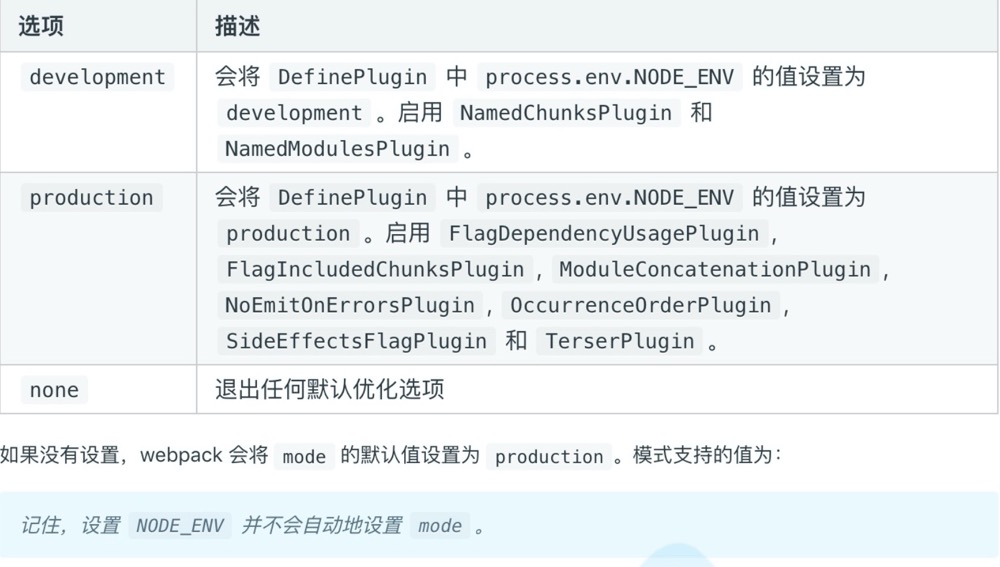 选项 描述
development 会将 DefinePlugin 中 process.env.NODE_ENV 的值设置为
development 。启用 NamedChunksPlugin 和
NamedModulesPlugin 。
production 会将 DefinePlugin 中 process.env.NODE_ENV 的值设置为
production 。启用 FlagDependencyUsagePlugin ,
FlagIncludedChunksPlugin , ModuleConcatenationPlugin ,
NoEmitOnErrorsPlugin , OccurrenceOrderPlugin ,
SideEffectsFlagPlugin 和 TerserPlugin 。
none 退出任何默认优化选项
如果没有设置，webpack 会将 mode 的默认值设置为 production 。模式支持的值为：
记住，设置 NODE_ENV 并不会自动地设置 mode 。